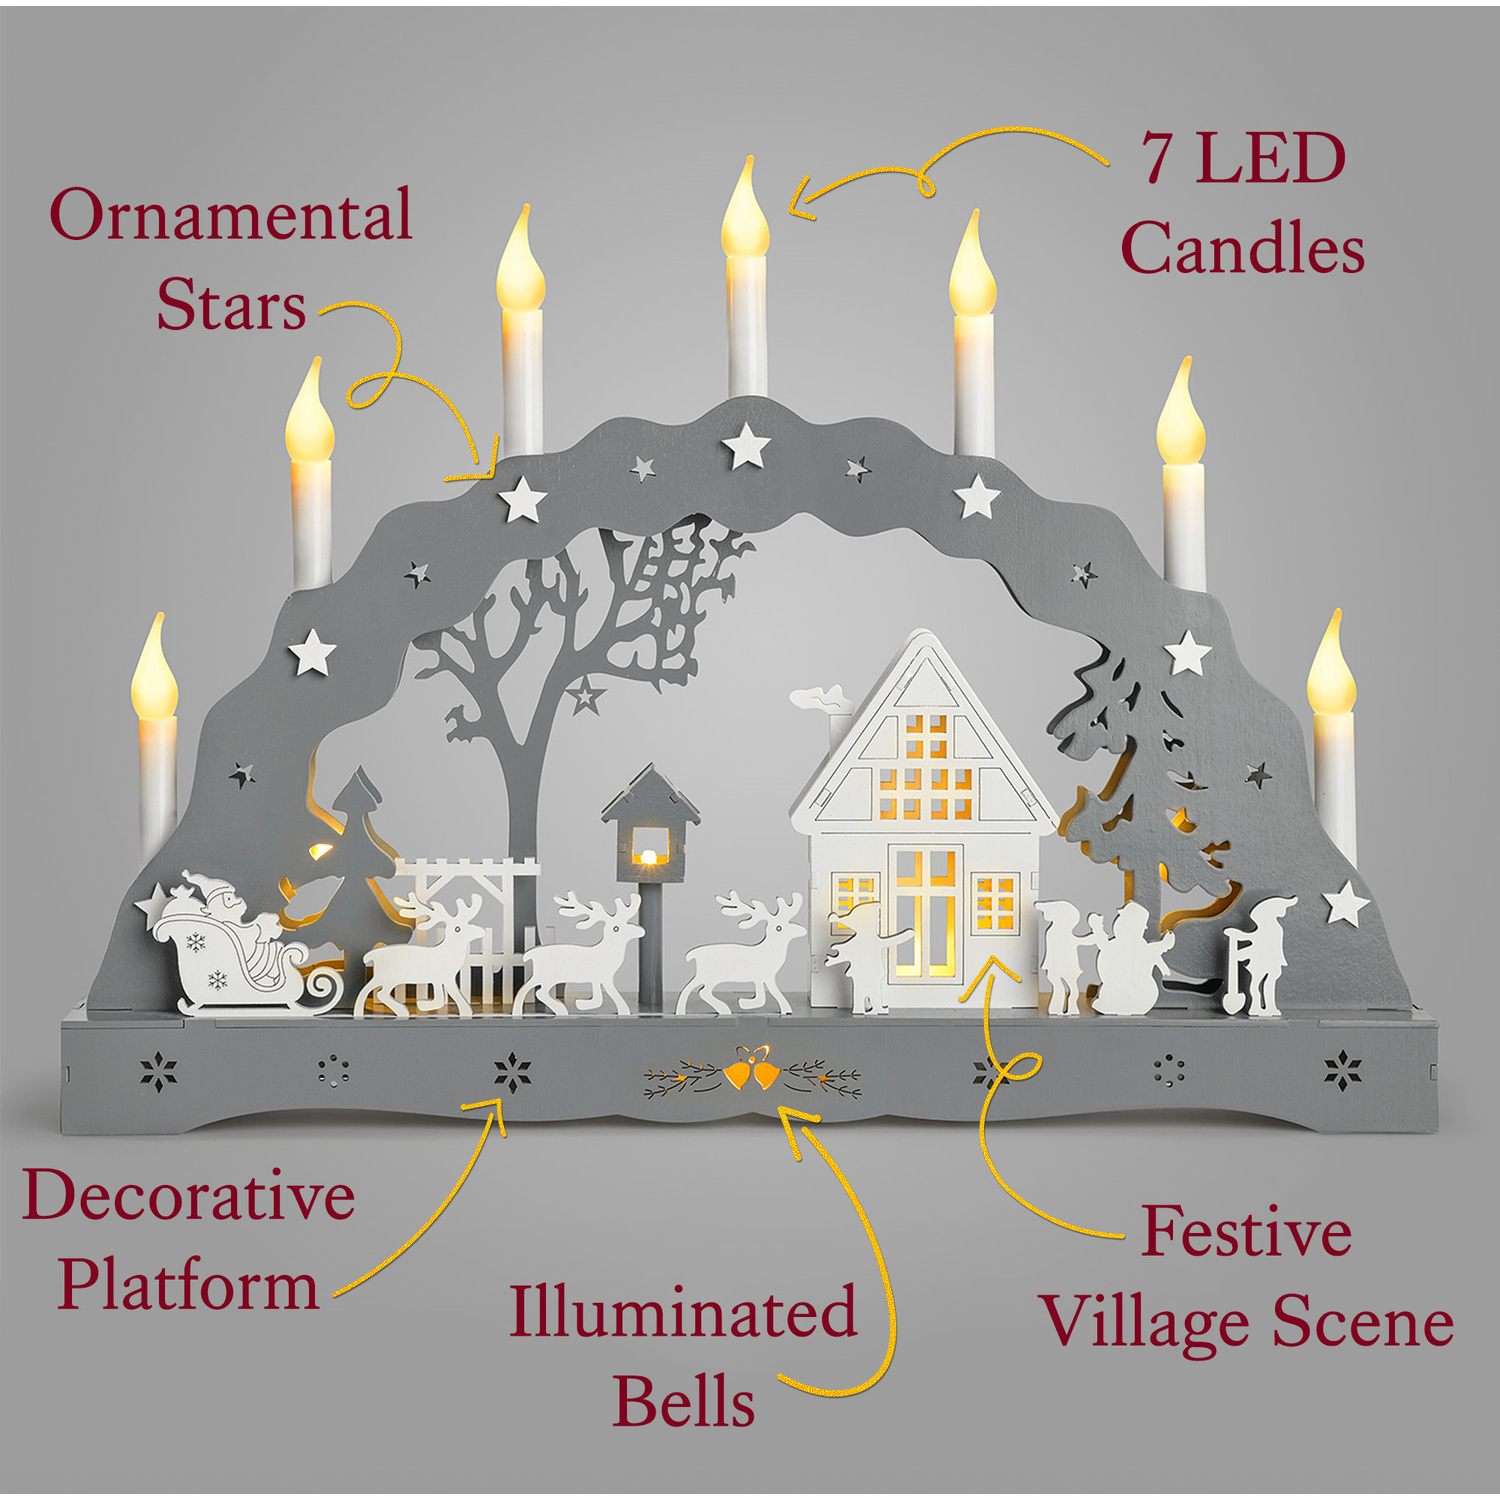 Ornamental
Stars
7 LED
Candles
Decorative
Platform
Illuminated
Bells
Festive
Village Scene